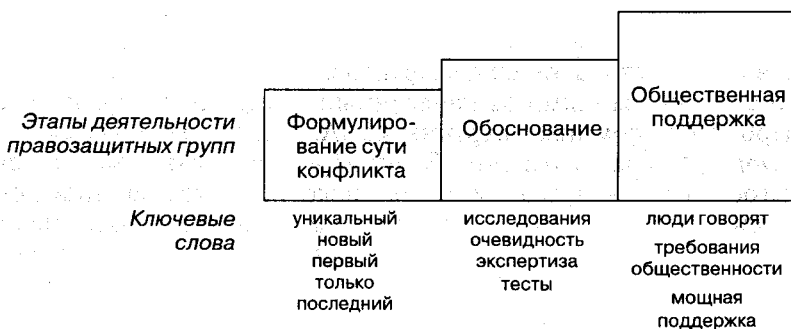 Этапы деятельности
правозащитных групп
Формулиро-
вание сути
конфликта
Обоснование
Общественная
поддержка
Ключевые
слова
уникальный
новый
первый
только
последний
исследования
очевидность
экспертиза
тесты
люди говорят
требования
общественности
мощная
поддержка